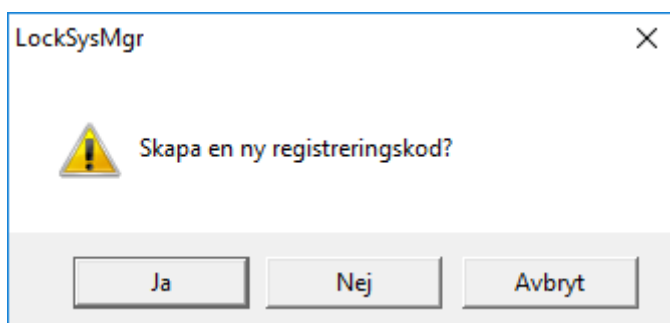 LockSysMgr
Skapa en ny registreringskod?
Ja
Nej
Avbryt